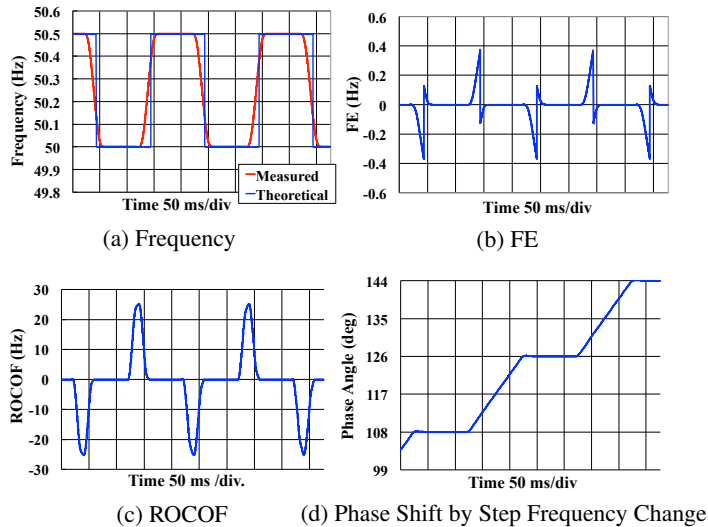 50.6
50.5
50.4
50.3
50.2
50.1
50
49.9
49.8
Frequency (Hz)
Measured
Theoretical
Time 50 ms/div
(a) Frequency
0.6
0.4
0.2
0
-0.2
-0.4
-0.6
FE (Hz)
Time 50 ms/div
(b) FE
30
20
10
0
-10
-20
-30
ROCOF (Hz)
Time 50 ms /div.
(c) ROCOF
144
135
126
117
108
99
Phase Angle (deg)
Time 50 ms/div
(d) Phase Shift by Step Frequency Change